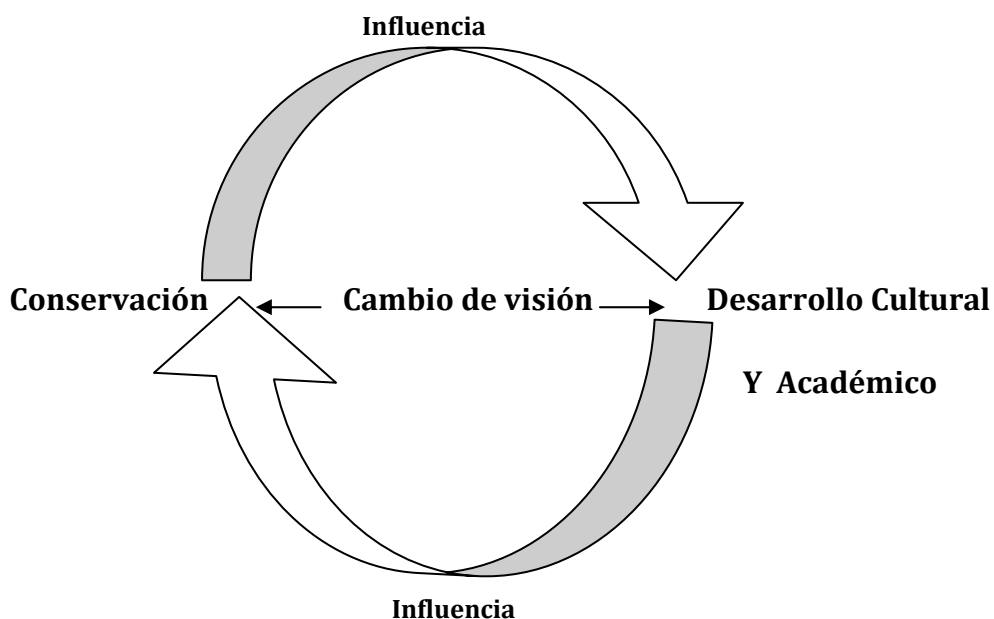 Influencia
Conservación Cambio de visión Desarrollo Cultural
Y Académico
Influencia